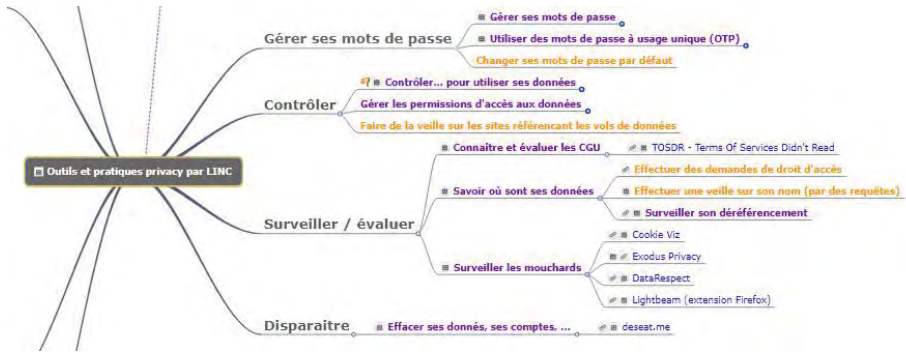 Gérer ses mots de passe
Gérer ses mots de passe
Utiliser des mots de passe à usage unique (OTP)
Changer ses mots de passe par défaut
Contrôler
Contrôler... pour utiliser ses données
Gérer les permissions d'accès aux données
Faire de la veille sur les sites référencant les vols de données
Outils et pratiques privacy par LINC
Surveiller / évaluer
Connaître et évaluer les CGU
TOSDR - Terms Of Services Didn't Read
Savoir où sont ses données
Effectuer des demandes de droit d'accès
Effectuer une veille sur son nom (par des requêtes)
Surveiller son déréférencement
Surveiller les mouchards
Cookie Viz
Exodus Privacy
DataRespect
Lightbeam (extension Firefox)
Disparaitre
Effacer ses donnés, ses comptes, ...
deseat.me